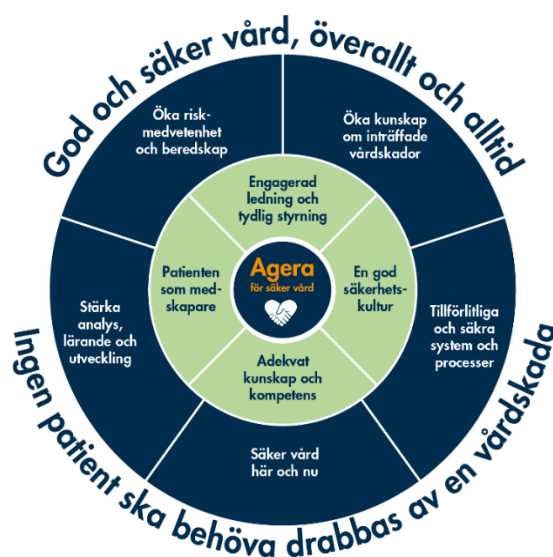 God och säker vård, överallt och alltid
Öka risk-
medvetenhet
och beredskap
Öka kunskap
om inträffade
vårdskador
Engagerad
ledning och
tydlig styrning
Patienten
som med-
skapare
Agera
för säker vård
En god
säkerhets-
kultur
Stärka
analys,
lärande och
utveckling
Tillförlitliga
och säkra
system och
processer
Adekvat
kunskap och
kompetens
Säker vård
här och nu
Ingen patient ska behöva drabbas av en vårdskada